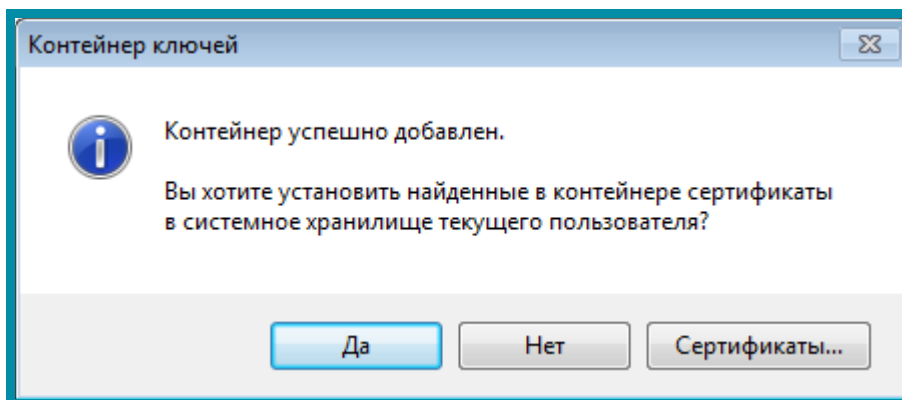 Контейнер ключей
Контейнер успешно добавлен.
Вы хотите установить найденные в контейнере сертификаты
в системное хранилище текущего пользователя?
Да
Нет
Сертификаты...